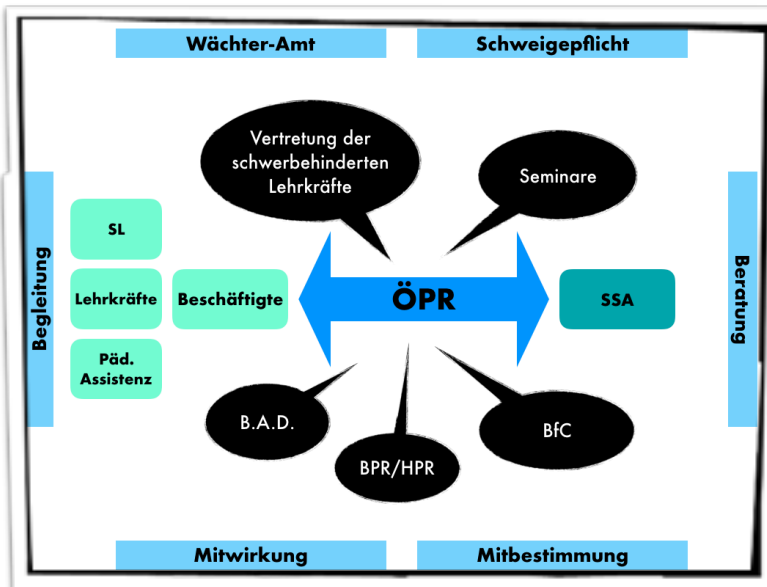 Wächter-Amt
Schweigepflicht
Vertretung der
schwerbehinderten
Lehrkräfte
Seminare
Begleitung
SL
Lehrkräfte
Beschäftigte
Päd.
Assistenz
ÖPR
SSA
Beratung
B.A.D.
BPR/HPR
BfC
Mitwirkung
Mitbestimmung